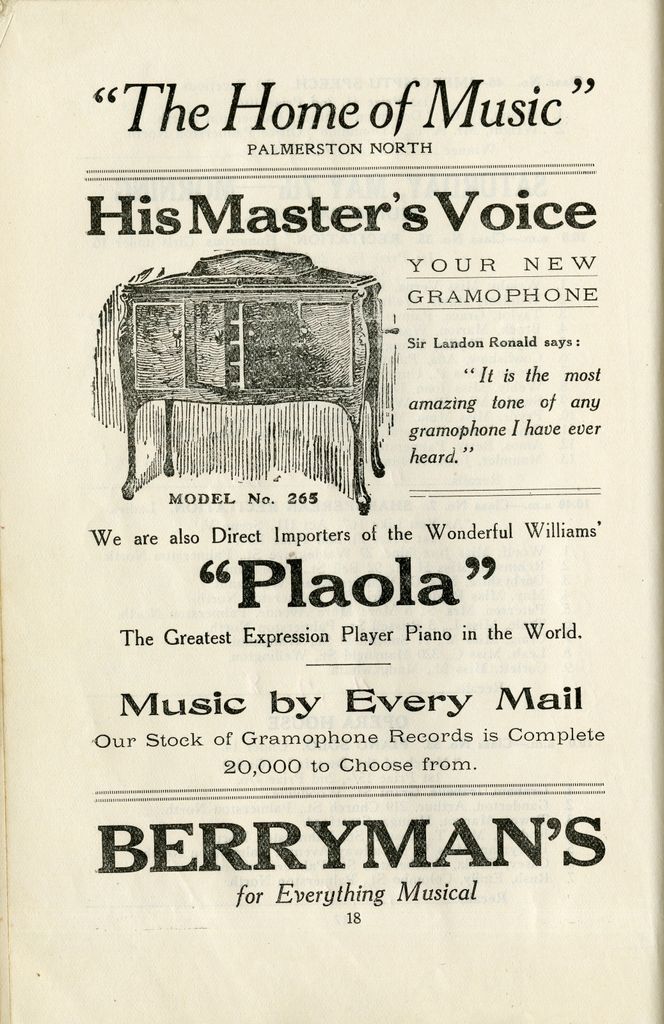 “The Home of Music”
PALMERSTON NORTH
His Master's Voice
YOUR NEW
GRAMOPHONE
Sir Landon Ronald says:
“It is the most
amazing tone of any
gramophone I have ever
heard.”
MODEL No. 265
We are also Direct Importers of the Wonderful Williams'
“Plaola”
The Greatest Expression Player Piano in the World.
Music by Every Mail
Our Stock of Gramophone Records is Complete
20,000 to Choose from.
BERRYMAN'S
for Everything Musical
18